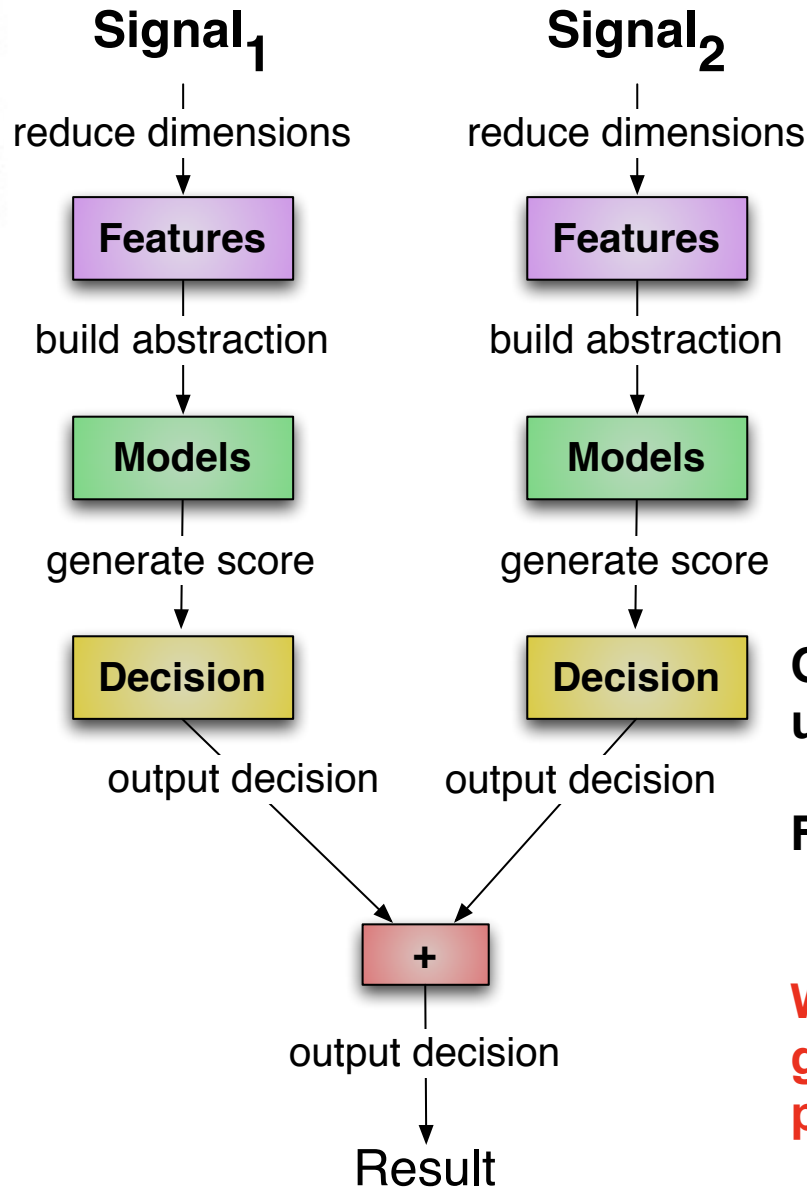 Signal1
Signal2
reduce dimensions
reduce dimensions
Features
Features
build abstraction
build abstraction
Models
Models
generate score
generate score
Decision
Decision
output decision
output decision
+
output decision
Result